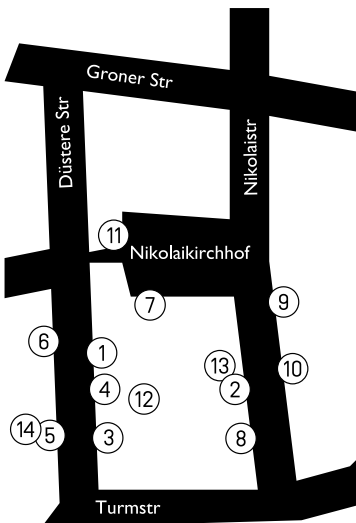 Groner Str
Düstere Str
Nikolaistr
11
Nikolaikirchhof
7
9
6
1
13
10
4
2
12
14
5
3
8
Turmstr